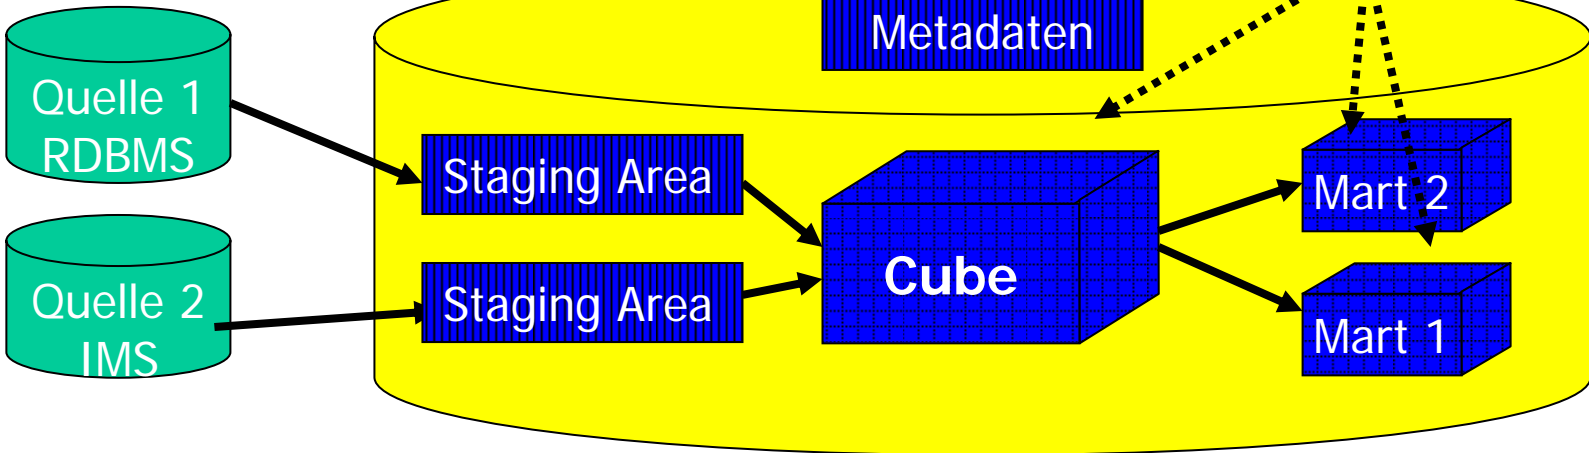 Metadaten
Quelle 1
RDBMS
Staging Area
Mart 2
Cube
Quelle 2
IMS
Staging Area
Mart 1